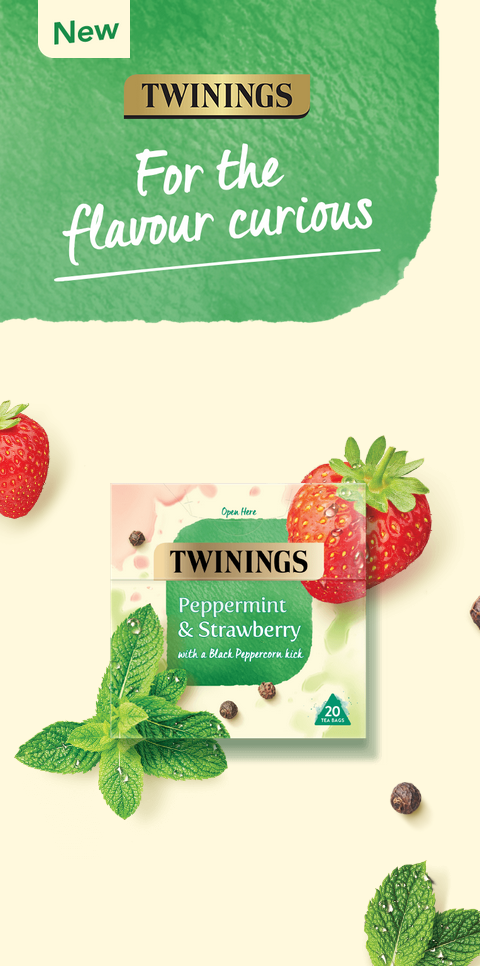 New
TWININGS
For the
flavour curious
Open Here
TWININGS
Peppermint
& Strawberry
with a Black Peppercorn kick
20
TEA BAGS